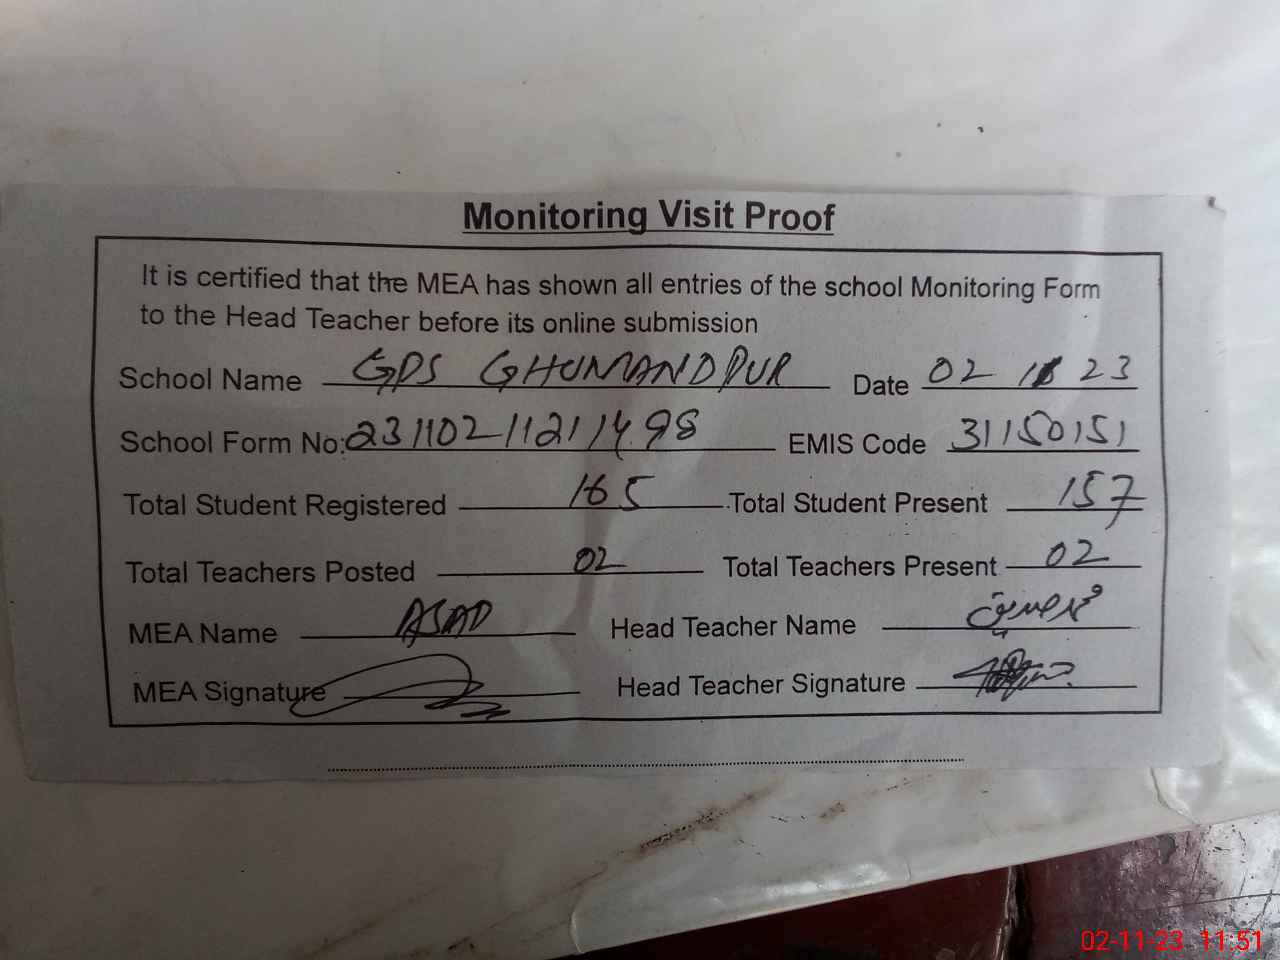 Monitoring Visit Proof
It is certified that the MEA has shown all entries of the school Monitoring Form
to the Head Teacher before its online submission
School Name GPS GHUMANDPUR Date 02 11 23
School Form No: 23110211211498 EMIS Code 31150151
Total Student Registered 165 Total Student Present 157
Total Teachers Posted 02 Total Teachers Present 02
MEA Name ASAD Head Teacher Name محمد صدیق
MEA Signature Head Teacher Signature
02-11-23 11:51